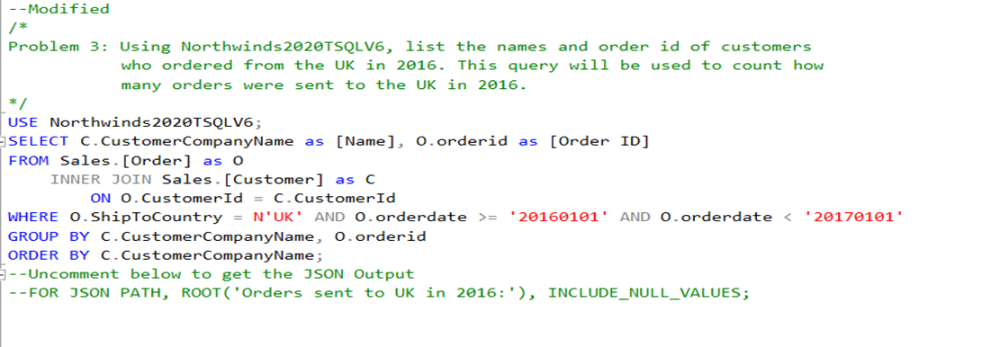 --Modified
/*
Problem 3: Using Northwinds2020TSQLV6, list the names and order id of customers
who ordered from the UK in 2016. This query will be used to count how
many orders were sent to the UK in 2016.
*/
USE Northwinds2020TSQLV6;
SELECT C.CustomerCompanyName as [Name], O.orderid as [Order ID]
FROM Sales.[Order] as O
INNER JOIN Sales.[Customer] as C
ON O.CustomerId = C.CustomerId
WHERE O.ShipToCountry = N'UK' AND O.orderdate >= '20160101' AND O.orderdate < '20170101'
GROUP BY C.CustomerCompanyName, O.orderid
ORDER BY C.CustomerCompanyName;
--Uncomment below to get the JSON Output
--FOR JSON PATH, ROOT('Orders sent to UK in 2016:'), INCLUDE_NULL_VALUES;